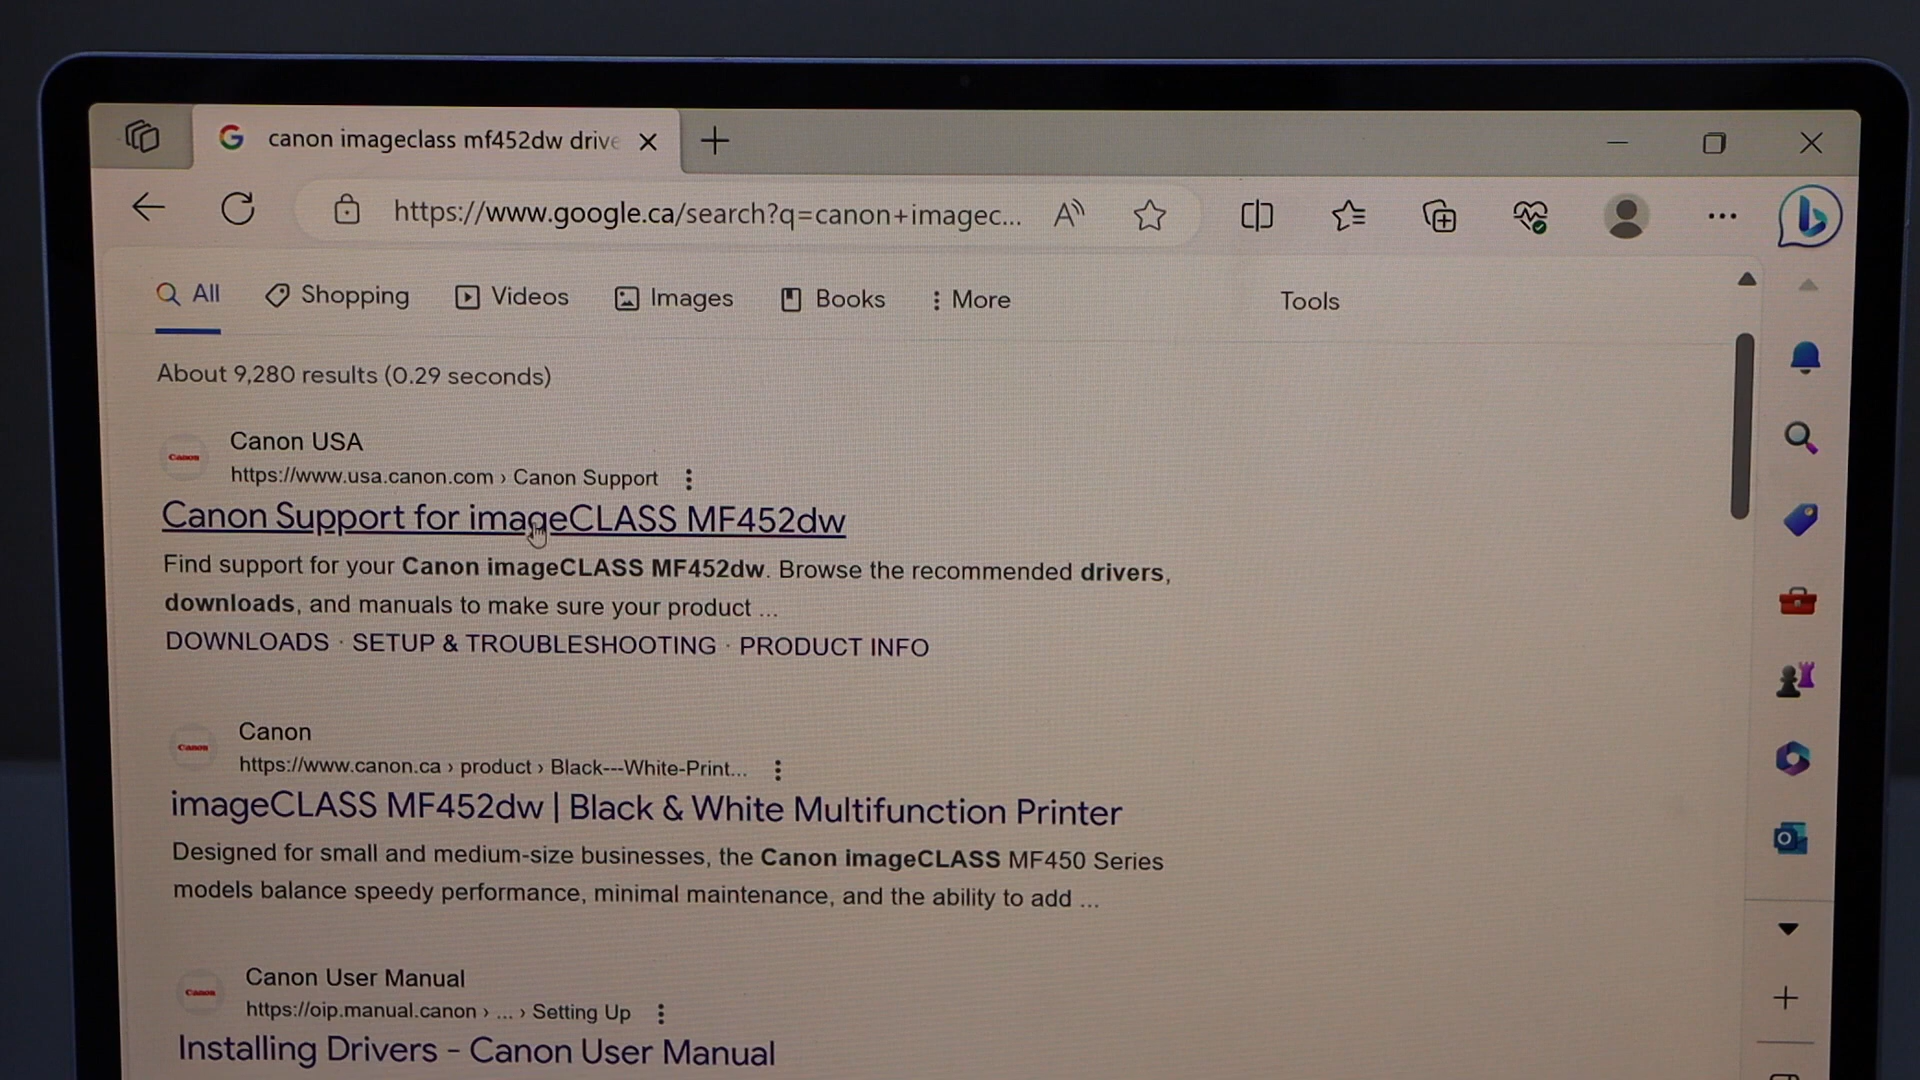 canon imageclass mf452dw drive
https://www.google.ca/search?q=canon+imagec...
All Shopping Videos Images Books More Tools
About 9,280 results (0.29 seconds)
Canon
Canon USA
https://www.usa.canon.com › Canon Support
Canon Support for imageCLASS MF452dw
Find support for your Canon imageCLASS MF452dw. Browse the recommended drivers,
downloads, and manuals to make sure your product ...
DOWNLOADS · SETUP & TROUBLESHOOTING · PRODUCT INFO
Canon
Canon
https://www.canon.ca › product › Black---White-Print...
imageCLASS MF452dw | Black & White Multifunction Printer
Designed for small and medium-size businesses, the Canon imageCLASS MF450 Series
models balance speedy performance, minimal maintenance, and the ability to add ...
Canon
Canon User Manual
https://oip.manual.canon › ... › Setting Up
Installing Drivers - Canon User Manual